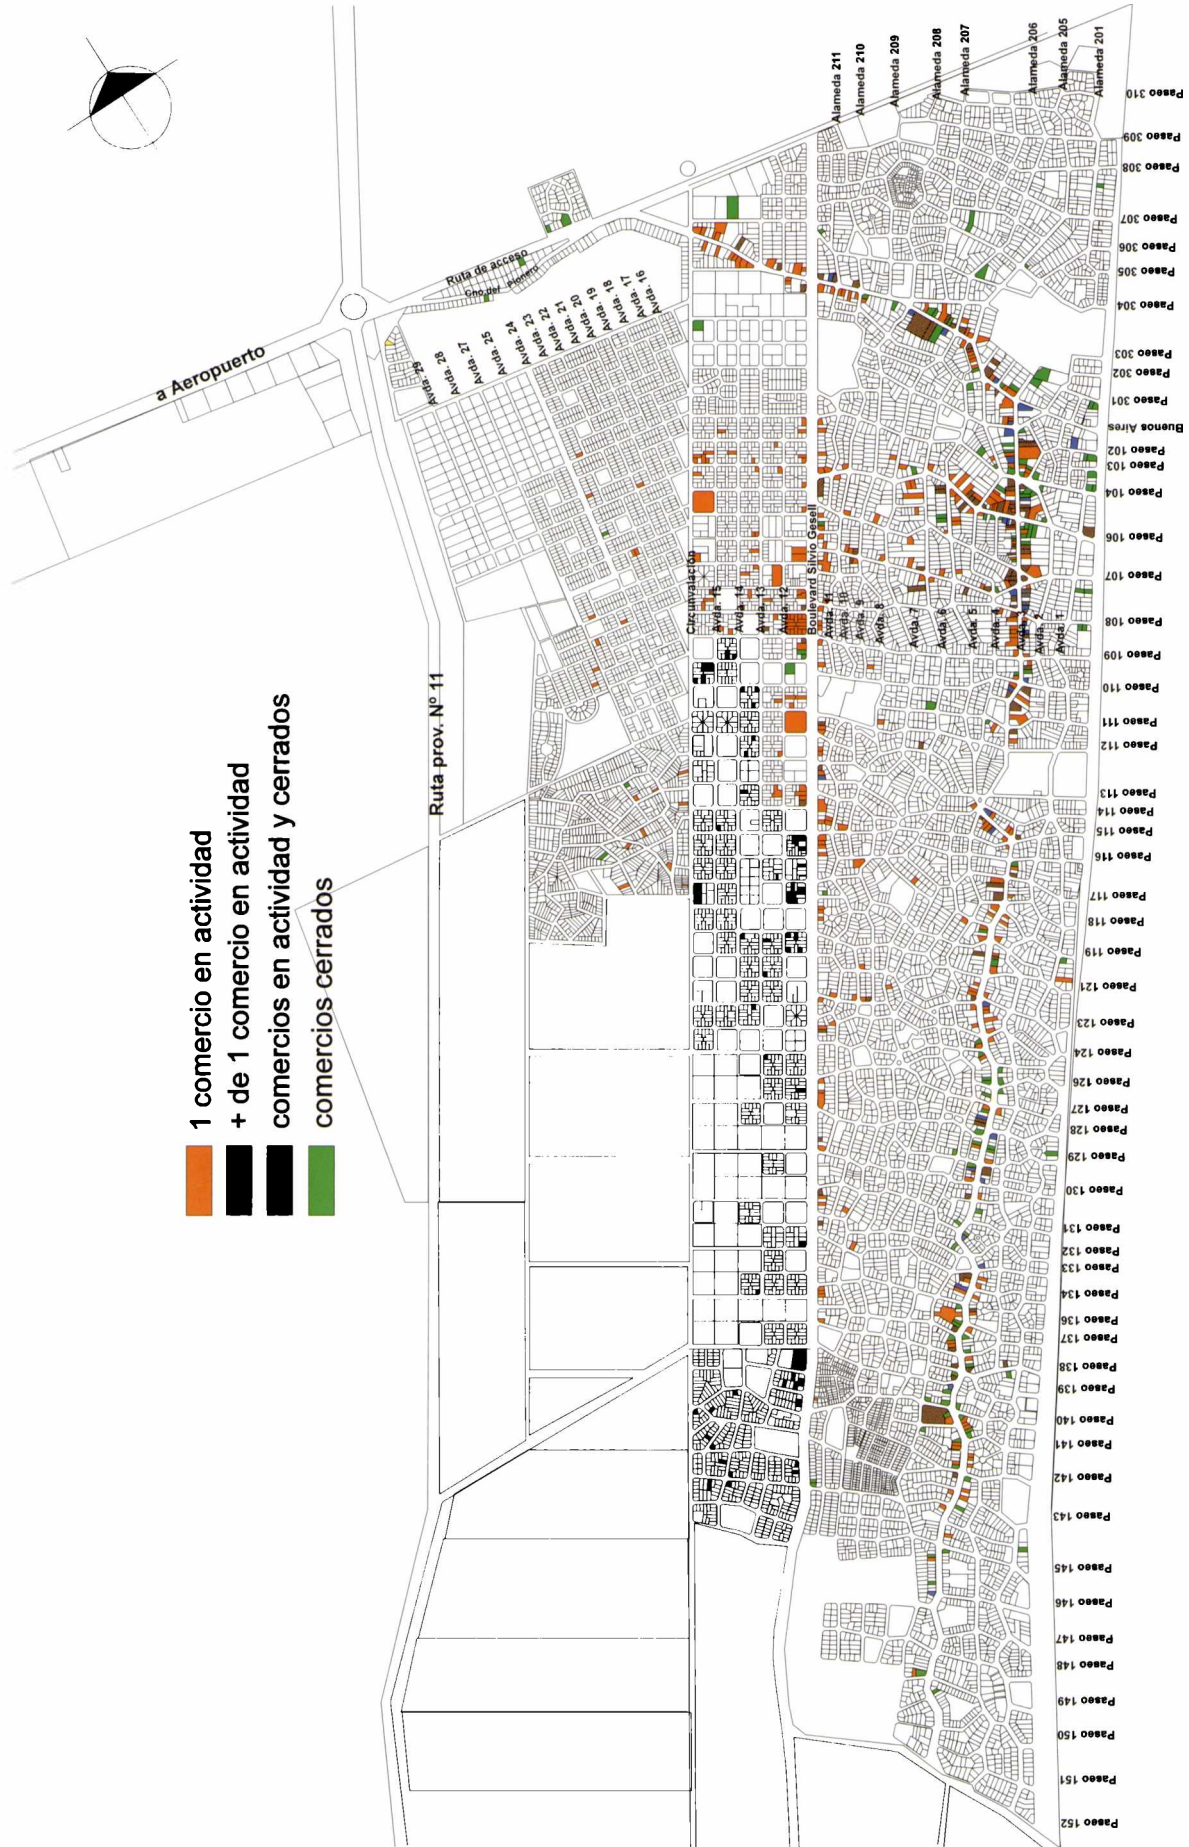 1 comercio en actividad
+ de 1 comercio en actividad
comercios en actividad y cerrados
comercios cerrados
a Aeropuerto
Ruta prov. Nº 11
Ruta de acceso
Cno. del Pionero
Avda. 29
Avda. 28
Avda. 27
Avda. 25
Avda. 24
Avda. 23
Avda. 22
Avda. 21
Avda. 20
Avda. 19
Avda. 18
Avda. 17
Avda. 16
Circunvalación
Avda. 15
Avda. 14
Avda. 13
Avda. 12
Boulevard Silvio Gesell
Avda. 11
Avda. 10
Avda. 9
Avda. 8
Avda. 7
Avda. 6
Avda. 5
Avda. 4
Avda. 2
Avda. 1
Alameda 211
Alameda 210
Alameda 209
Alameda 208
Alameda 207
Alameda 206
Alameda 205
Alameda 201
Paseo 310
Paseo 309
Paseo 308
Paseo 307
Paseo 306
Paseo 305
Paseo 304
Paseo 303
Paseo 302
Paseo 301
Buenos Aires
Paseo 102
Paseo 103
Paseo 104
Paseo 106
Paseo 107
Paseo 108
Paseo 109
Paseo 110
Paseo 111
Paseo 112
Paseo 113
Paseo 114
Paseo 115
Paseo 116
Paseo 117
Paseo 118
Paseo 119
Paseo 121
Paseo 123
Paseo 124
Paseo 126
Paseo 127
Paseo 128
Paseo 129
Paseo 130
Paseo 131
Paseo 132
Paseo 133
Paseo 134
Paseo 136
Paseo 137
Paseo 138
Paseo 139
Paseo 140
Paseo 141
Paseo 142
Paseo 143
Paseo 145
Paseo 146
Paseo 147
Paseo 148
Paseo 149
Paseo 150
Paseo 151
Paseo 152